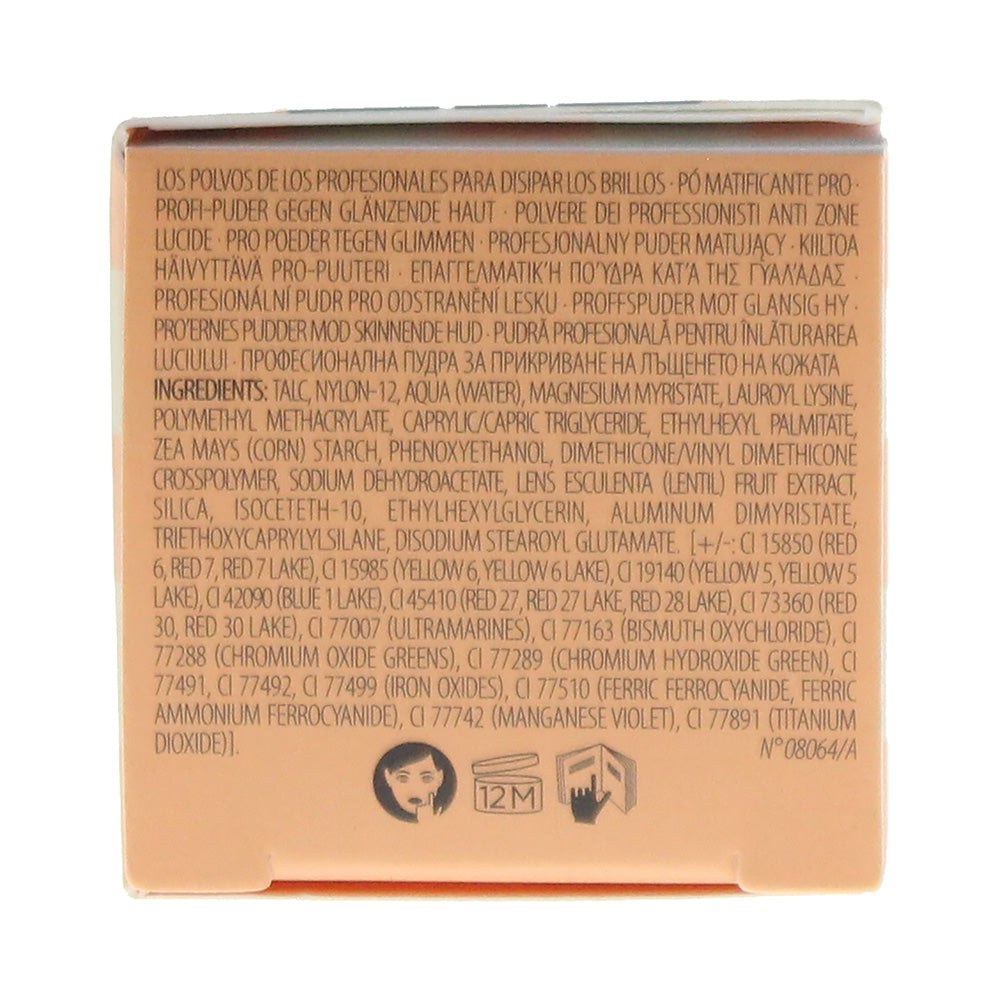 LOS POLVOS DE LOS PROFESIONALES PARA DISIPAR LOS BRILLOS · PÓ MATIFICANTE PRO ·
PROFI-PUDER GEGEN GLÄNZENDE HAUT · POLVERE DEI PROFESSIONISTI ANTI ZONE
LUCIDE · PRO POEDER TEGEN GLIMMEN · PROFESJONALNY PUDER MATUJĄCY · KIILTOA
HÄIVYTTÄVÄ PRO-PUUTERI · ΕΠΑΓΓΕΛΜΑΤΙΚ'Η ΠΟ'ΥΔΡΑ ΚΑΤ'Α ΤΗΣ ΓΥΑΛ'ΑΔΑΣ ·
PROFESIONÁLNÍ PUDR PRO ODSTRANĚNÍ LESKU · PROFFSPUDER MOT GLANSIG HY ·
PRO'ERNES PUDDER MOD SKINNENDE HUD · PUDRĂ PROFESIONALĂ PENTRU ÎNLĂTURAREA
LUCIULUI · ПРОФЕСИОНАЛНА ПУДРА ЗА ПРИКРИВАНЕ НА ЛЪЩЕНЕТО НА КОЖАТА
INGREDIENTS: TALC, NYLON-12, AQUA (WATER), MAGNESIUM MYRISTATE, LAUROYL LYSINE,
POLYMETHYL METHACRYLATE, CAPRYLIC/CAPRIC TRIGLYCERIDE, ETHYLHEXYL PALMITATE,
ZEA MAYS (CORN) STARCH, PHENOXYETHANOL, DIMETHICONE/VINYL DIMETHICONE
CROSSPOLYMER, SODIUM DEHYDROACETATE, LENS ESCULENTA (LENTIL) FRUIT EXTRACT,
SILICA, ISOCETETH-10, ETHYLHEXYLGLYCERIN, ALUMINUM DIMYRISTATE,
TRIETHOXYCAPRYLYLSILANE, DISODIUM STEAROYL GLUTAMATE. [+/-: CI 15850 (RED
6, RED 7, RED 7 LAKE), CI 15985 (YELLOW 6, YELLOW 6 LAKE), CI 19140 (YELLOW 5, YELLOW 5
LAKE), CI 42090 (BLUE 1 LAKE), CI 45410 (RED 27, RED 27 LAKE, RED 28 LAKE), CI 73360 (RED
30, RED 30 LAKE), CI 77007 (ULTRAMARINES), CI 77163 (BISMUTH OXYCHLORIDE), CI
77288 (CHROMIUM OXIDE GREENS), CI 77289 (CHROMIUM HYDROXIDE GREEN), CI
77491, CI 77492, CI 77499 (IRON OXIDES), CI 77510 (FERRIC FERROCYANIDE, FERRIC
AMMONIUM FERROCYANIDE), CI 77742 (MANGANESE VIOLET), CI 77891 (TITANIUM
DIOXIDE)].
N°08064/A
12M